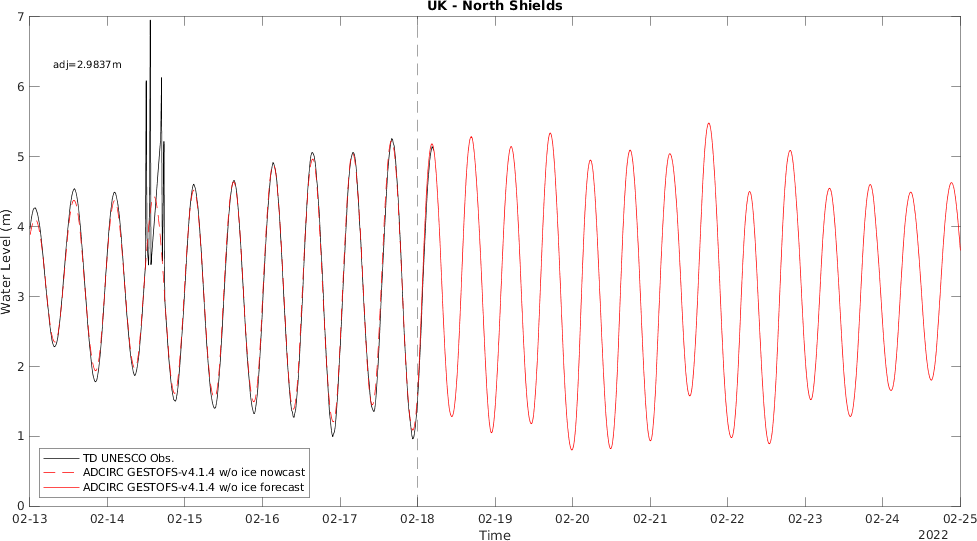 UK - North Shields
7
adj=2.9837m
6
5
4
3
2
1
0
Water Level (m)
TD UNESCO Obs.
ADCIRC GESTOFS-v4.1.4 w/o ice nowcast
ADCIRC GESTOFS-v4.1.4 w/o ice forecast
02-13 02-14 02-15 02-16 02-17 02-18 02-19 02-20 02-21 02-22 02-23 02-24 02-25
Time
2022